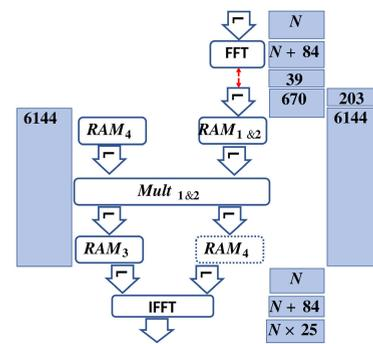 N
FFT
N + 84
39
670
203
6144
RAM4
RAM1 &2
6144
Mult 1&2
RAM3
RAM4
N
IFFT
N + 84
N × 25